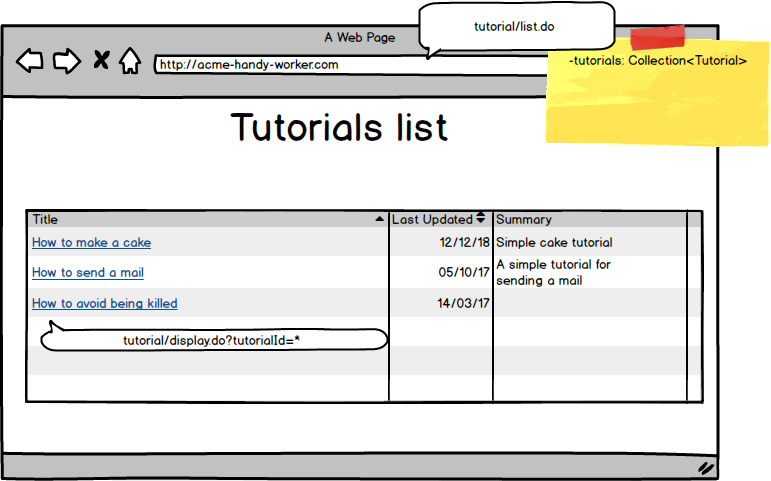 tutorial/list.do
A Web Page
-tutorials: Collection<Tutorial>
http://acme-handy-worker.com
Tutorials list
Title Last Updated Summary
How to make a cake 12/12/18 Simple cake tutorial
How to send a mail 05/10/17 A simple tutorial for
sending a mail
How to avoid being killed 14/03/17
tutorial/display.do?tutorialId=*